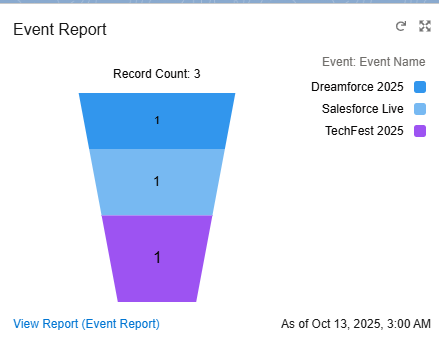 Event Report
Event: Event Name
Record Count: 3
Dreamforce 2025
Salesforce Live
TechFest 2025
1
1
1
View Report (Event Report)
As of Oct 13, 2025, 3:00 AM